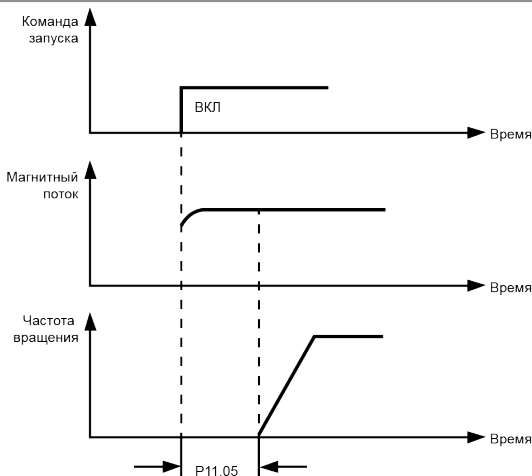 Команда
запуска
ВКЛ
Время
Магнитный
поток
Время
Частота
вращения
Время
P11.05